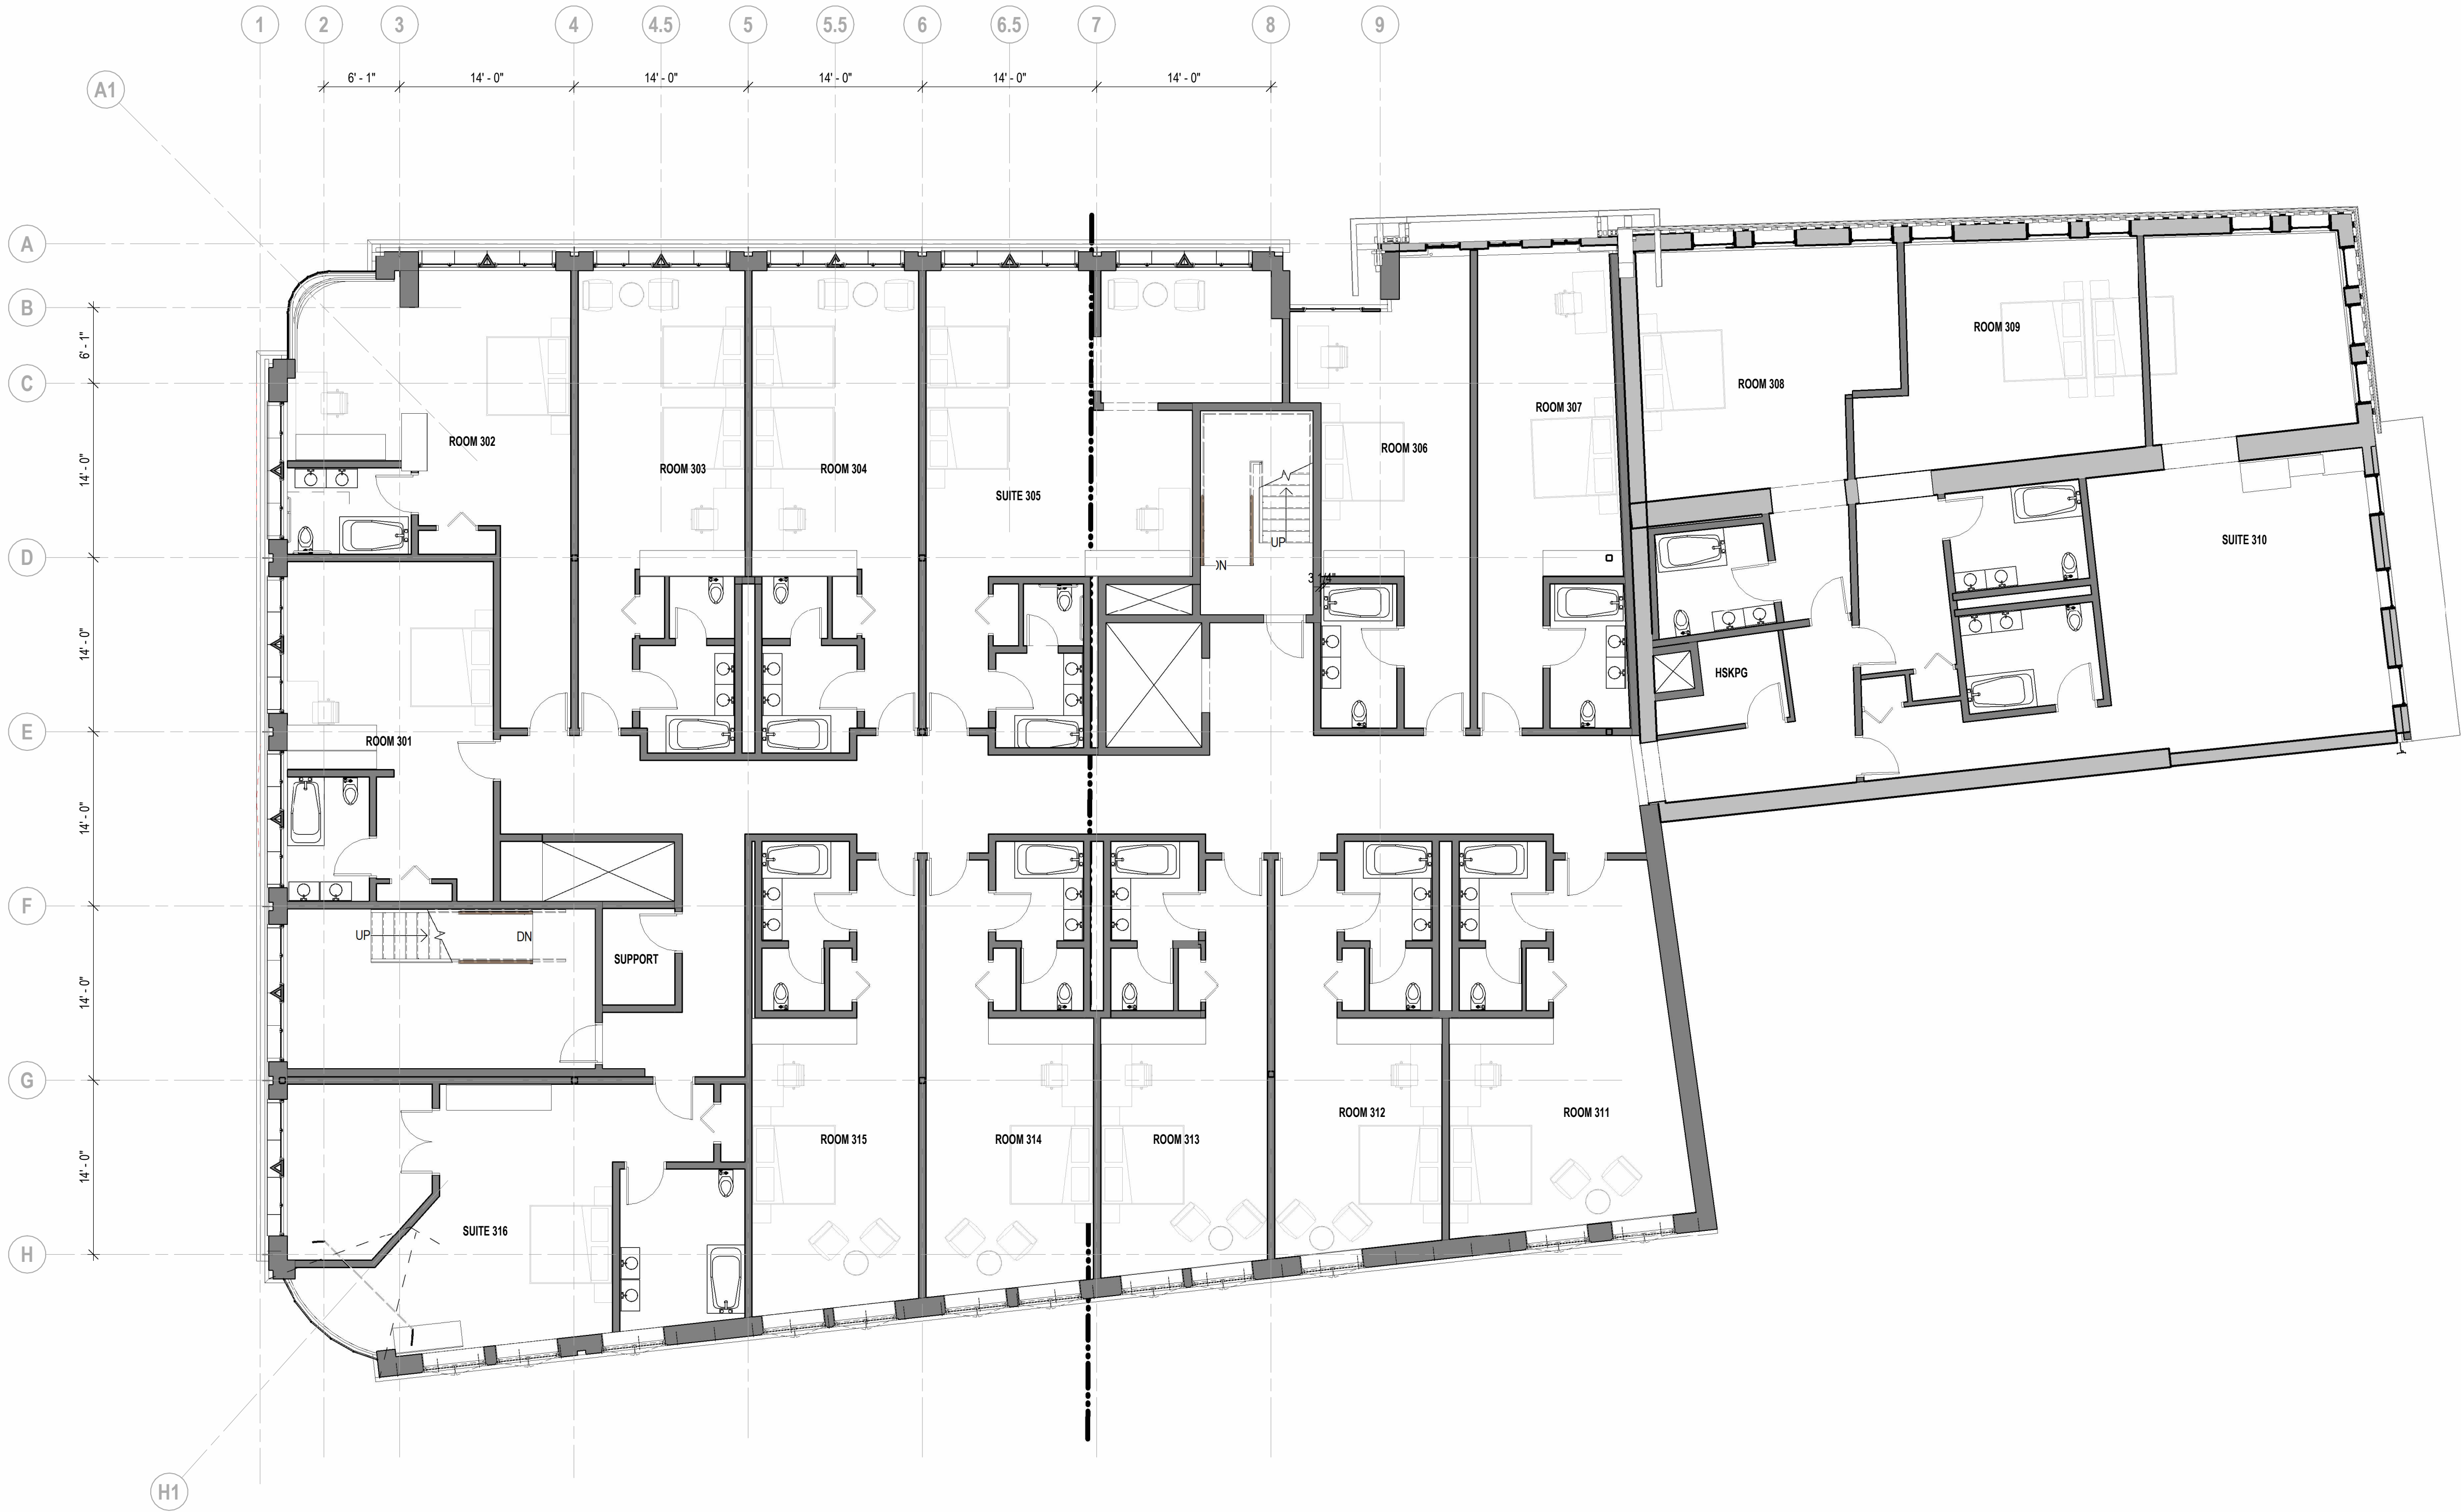 1 2 3 4 4.5 5 5.5 6 6.5 7 8 9
6' - 1" 14' - 0" 14' - 0" 14' - 0" 14' - 0" 14' - 0"
A1
A
B
6' - 1"
ROOM 309
C
ROOM 308
ROOM 307
ROOM 302
ROOM 306
14' - 0"
ROOM 303
ROOM 304
SUITE 305
D
UP
SUITE 310
DN
3 1/4"
14' - 0"
HSKPG
E
ROOM 301
14' - 0"
F
UP
DN
SUPPORT
14' - 0"
G
ROOM 312
ROOM 311
ROOM 315
ROOM 314
ROOM 313
14' - 0"
SUITE 316
H
H1